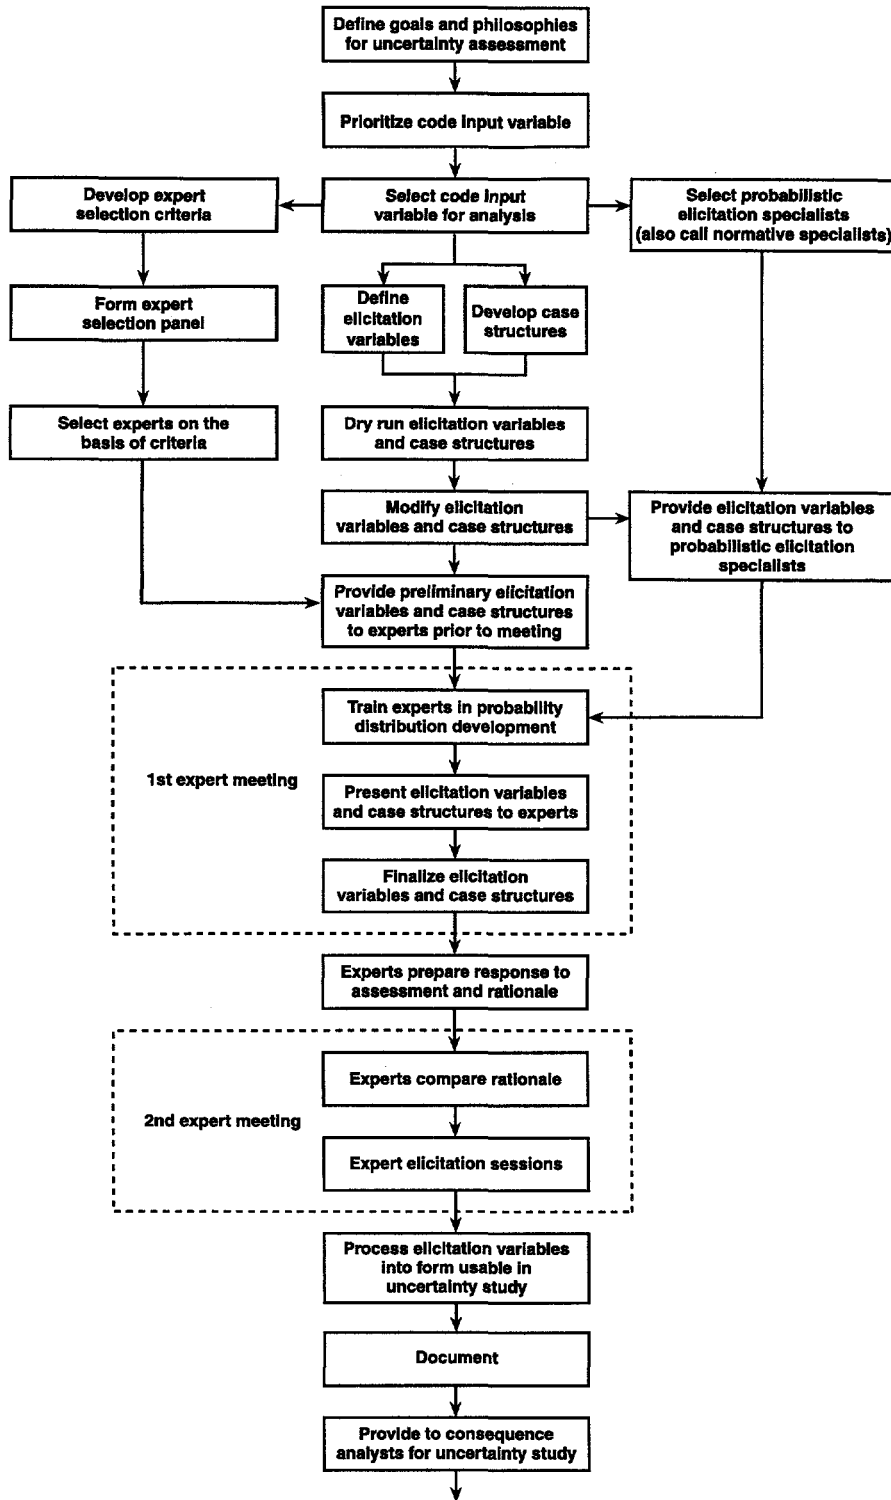 Define goals and philosophies
for uncertainty assessment
Prioritize code input variable
Develop expert
selection criteria
Select code input
variable for analysis
Select probabilistic
elicitation specialists
(also call normative specialists)
Form expert
selection panel
Define
elicitation
variables
Develop case
structures
Select experts on the
basis of criteria
Dry run elicitation variables
and case structures
Modify elicitation
variables and case structures
Provide elicitation variables
and case structures to
probabilistic elicitation
specialists
Provide preliminary elicitation
variables and case structures
to experts prior to meeting
Train experts in probability
distribution development
1st expert meeting
Present elicitation variables
and case structures to experts
Finalize elicitation
variables and case structures
Experts prepare response to
assessment and rationale
Experts compare rationale
2nd expert meeting
Expert elicitation sessions
Process elicitation variables
into form usable in
uncertainty study
Document
Provide to consequence
analysts for uncertainty study